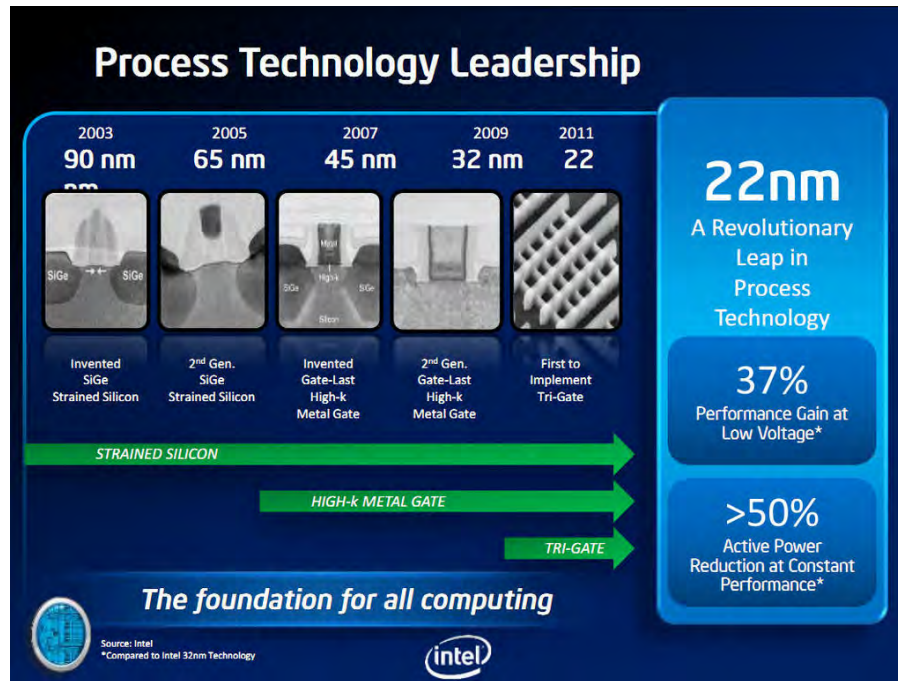 Process Technology Leadership
2003
90 nm
nm
2005
65 nm
2007
45 nm
2009
32 nm
2011
22
SiGe
SiGe
High-k
SiGe
SiGe
Silicon
Invented
SiGe
Strained Silicon
2nd Gen.
SiGe
Strained Silicon
Invented
Gate-Last
High-k
Metal Gate
2nd Gen.
Gate-Last
High-k
Metal Gate
First to
Implement
Tri-Gate
STRAINED SILICON
HIGH-k METAL GATE
TRI-GATE
22nm
A Revolutionary
Leap in
Process
Technology
37%
Performance Gain at
Low Voltage*
>50%
Active Power
Reduction at Constant
Performance*
The foundation for all computing
Source: Intel
*Compared to Intel 32nm Technology
intel